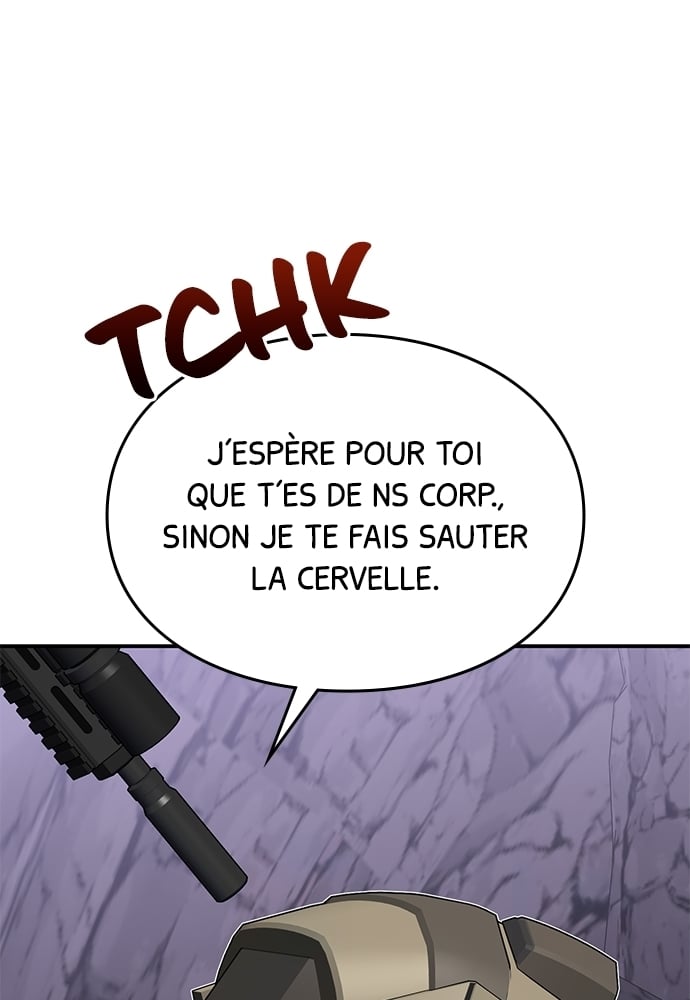 TCHK
J'ESPÈRE POUR TOI
QUE T'ES DE NS CORP.,
SINON JE TE FAIS SAUTER
LA CERVELLE.